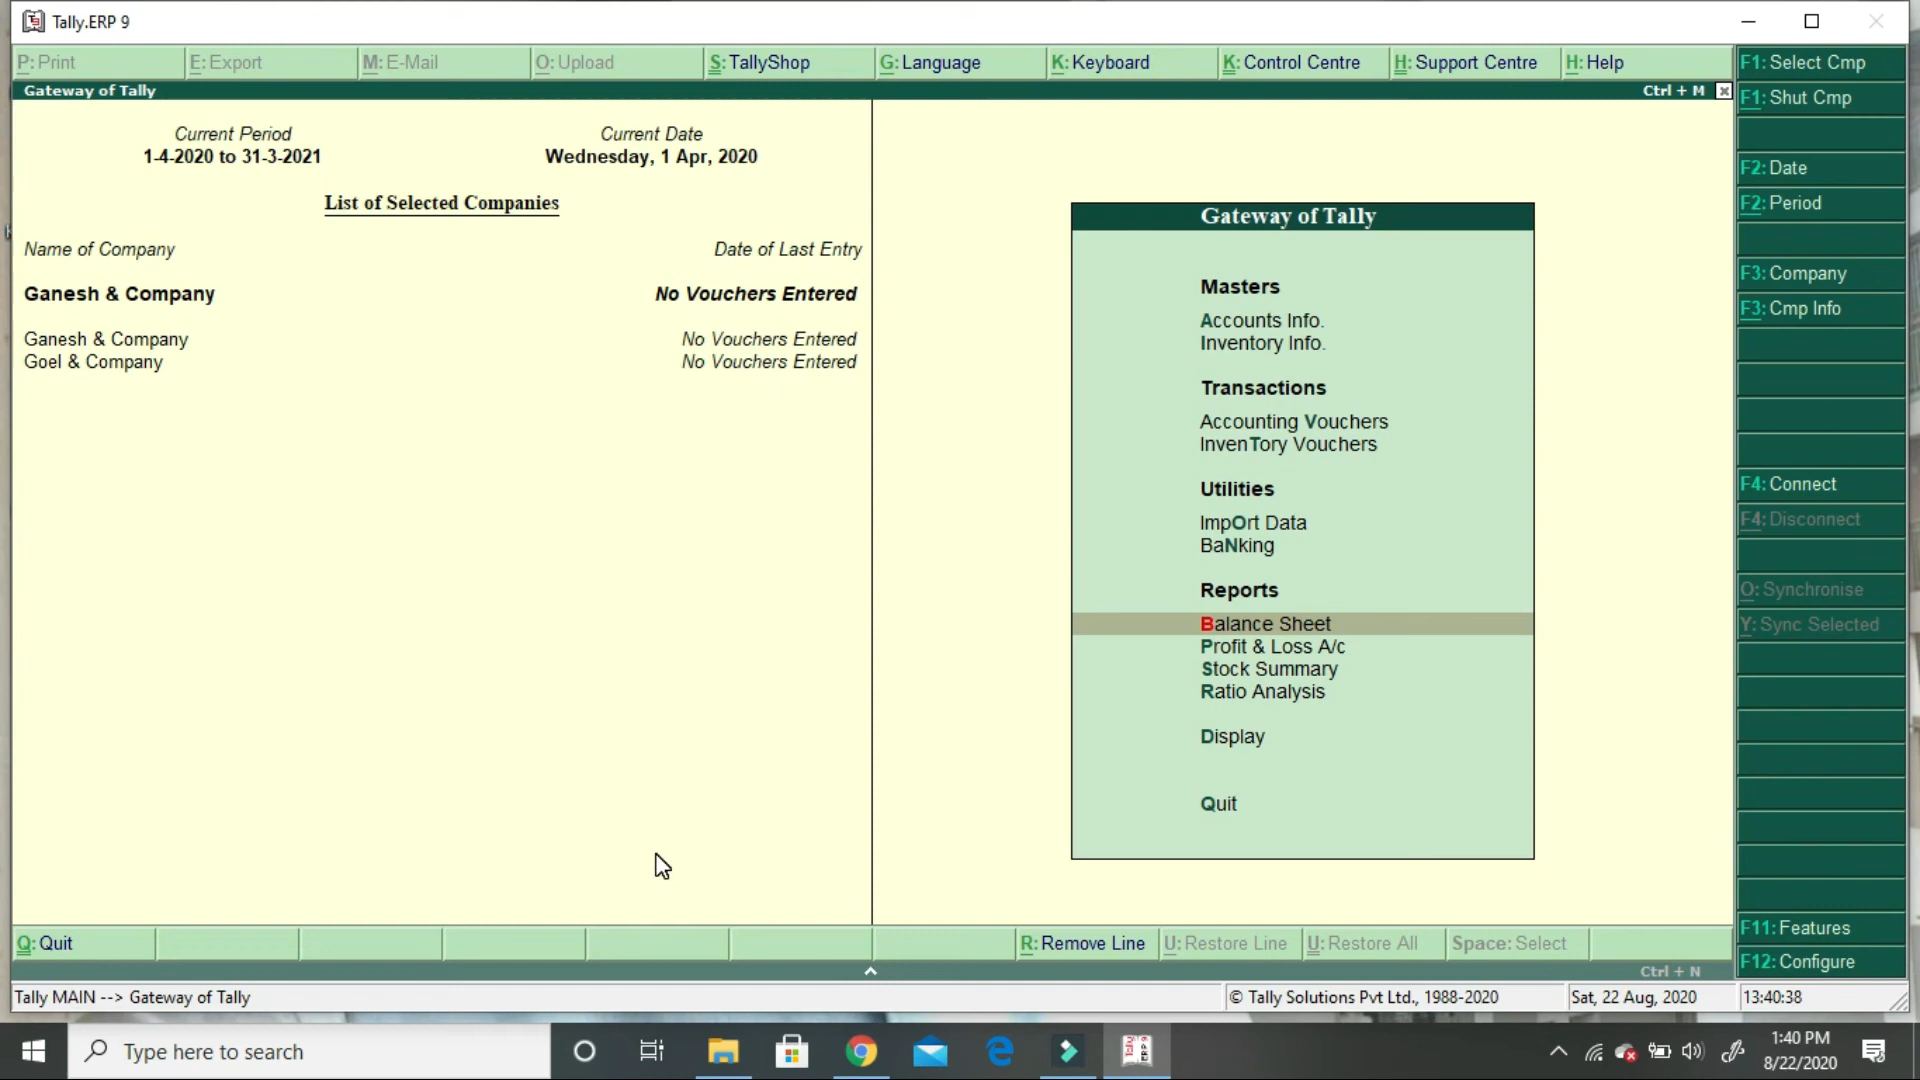 Tally.ERP 9
P: Print E: Export M: E-Mail O: Upload S: TallyShop G: Language K: Keyboard K: Control Centre H: Support Centre H: Help
Gateway of Tally Ctrl + M
Current Period Current Date
1-4-2020 to 31-3-2021 Wednesday, 1 Apr, 2020
List of Selected Companies
Name of Company Date of Last Entry
Ganesh & Company No Vouchers Entered
Ganesh & Company No Vouchers Entered
Goel & Company No Vouchers Entered
Gateway of Tally
Masters
Accounts Info.
Inventory Info.
Transactions
Accounting Vouchers
InvenTory Vouchers
Utilities
ImpOrt Data
BaNking
Reports
Balance Sheet
Profit & Loss A/c
Stock Summary
Ratio Analysis
Display
Quit
F1: Select Cmp
F1: Shut Cmp
F2: Date
F2: Period
F3: Company
F3: Cmp Info
F4: Connect
F4: Disconnect
O: Synchronise
Y: Sync Selected
F11: Features
F12: Configure
Q: Quit R: Remove Line U: Restore Line U: Restore All Space: Select
Ctrl + N
Tally MAIN --> Gateway of Tally © Tally Solutions Pvt Ltd., 1988-2020 Sat, 22 Aug, 2020 13:40:38
Type here to search
1:40 PM
8/22/2020